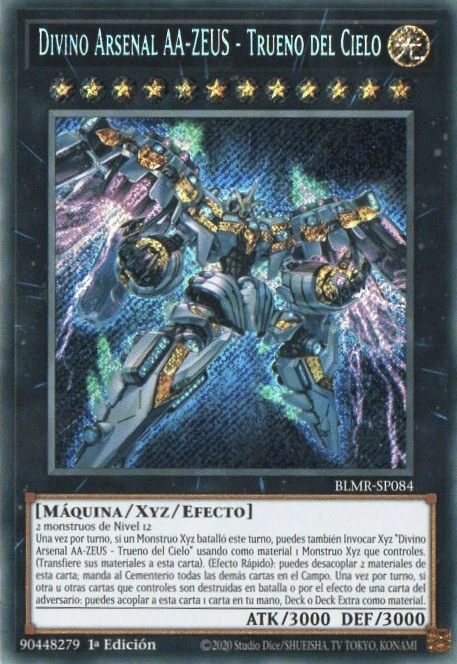 DIVINO ARSENAL AA-ZEUS - TRUENO DEL CIELO
BLMR-SP084
[MÁQUINA/XYZ/EFECTO]
2 monstruos de Nivel 12
Una vez por turno, si un Monstruo Xyz batalló este turno, puedes también Invocar Xyz "Divino
Arsenal AA-ZEUS - Trueno del Cielo" usando como material 1 Monstruo Xyz que controles.
(Transfiere sus materiales a esta carta). (Efecto Rápido): puedes desacoplar 2 materiales de
esta carta; manda al Cementerio todas las demás cartas en el Campo. Una vez por turno, si
otra u otras cartas que controles son destruidas en batalla o por el efecto de una carta del
adversario: puedes acoplar a esta carta 1 carta en tu mano, Deck o Deck Extra como material.
ATK/3000 DEF/3000
90448279 1ª Edición ©2020 Studio Dice/SHUEISHA, TV TOKYO, KONAMI